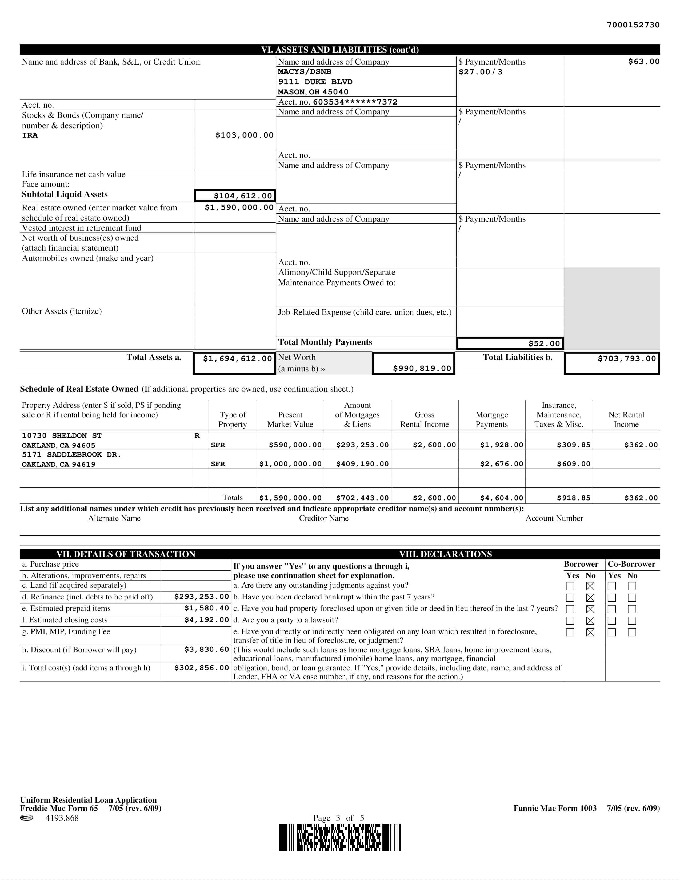 7000152730
VI. ASSETS AND LIABILITIES (cont'd)
Name and address of Bank, S&L, or Credit Union
Name and address of Company
$ Payment/Months
$63.00
MACYS/DSNB
$27.00/3
9111 DUKE BLVD
MASON, OH 45040
Acct. no.
Acct. no. 603534******7372
Stocks & Bonds (Company name/
number & description)
Name and address of Company
$ Payment/Months
/
IRA
$103,000.00
Acct. no.
Name and address of Company
$ Payment/Months
/
Life insurance net cash value
Face amount:
Subtotal Liquid Assets
$104,612.00
Real estate owned (enter market value from
schedule of real estate owned)
$1,590,000.00
Acct. no.
Name and address of Company
$ Payment/Months
/
Vested interest in retirement fund
Net worth of business(es) owned
(attach financial statement)
Automobiles owned (make and year)
Acct. no.
Alimony/Child Support/Separate
Maintenance Payments Owed to:
Other Assets (itemize)
Job-Related Expense (child care, union dues, etc.)
Total Monthly Payments
$52.00
Total Assets a.
$1,694,612.00
Net Worth
(a minus b) »
$990,819.00
Total Liabilities b.
$703,793.00
Schedule of Real Estate Owned (If additional properties are owned, use continuation sheet.)
Property Address (enter S if sold, PS if pending
sale or R if rental being held for income)
Type of
Property
Present
Market Value
Amount
of Mortgages
& Liens
Gross
Rental Income
Mortgage
Payments
Insurance,
Maintenance,
Taxes & Misc.
Net Rental
Income
10730 SHELDON ST R
OAKLAND, CA 94605 SFR $590,000.00 $293,253.00 $2,600.00 $1,928.00 $309.85 $362.00
5171 SADDLEBROOK DR.
OAKLAND, CA 94619 SFR $1,000,000.00 $409,190.00 $2,676.00 $609.00
Totals $1,590,000.00 $702,443.00 $2,600.00 $4,604.00 $918.85 $362.00
List any additional names under which credit has previously been received and indicate appropriate creditor name(s) and account number(s):
Alternate Name Creditor Name Account Number
VII. DETAILS OF TRANSACTION
VIII. DECLARATIONS
a. Purchase price
b. Alterations, improvements, repairs
c. Land (if acquired separately)
d. Refinance (incl. debts to be paid off) $293,253.00
e. Estimated prepaid items $1,580.40
f. Estimated closing costs $4,192.00
g. PMI, MIP, Funding Fee
h. Discount (if Borrower will pay) $3,830.60
i. Total cost(s) (add items a through h) $302,856.00
If you answer "Yes" to any questions a through i,
please use continuation sheet for explanation.
Borrower Co-Borrower
Yes No Yes No
a. Are there any outstanding judgments against you?
b. Have you been declared bankrupt within the past 7 years?
c. Have you had property foreclosed upon or given title or deed in lieu thereof in the last 7 years?
d. Are you a party to a lawsuit?
e. Have you directly or indirectly been obligated on any loan which resulted in foreclosure,
transfer of title in lieu of foreclosure, or judgment?
(This would include such loans as home mortgage loans, SBA loans, home improvement loans,
educational loans, manufactured (mobile) home loans, any mortgage, financial
obligation, bond, or loan guarantee. If "Yes," provide details, including date, name, and address of
Lender, FHA or VA case number, if any, and reasons for the action.)
Uniform Residential Loan Application
Freddie Mac Form 65 7/05 (rev. 6/09)
Fannie Mae Form 1003 7/05 (rev. 6/09)
4193.868
Page 3 of 5